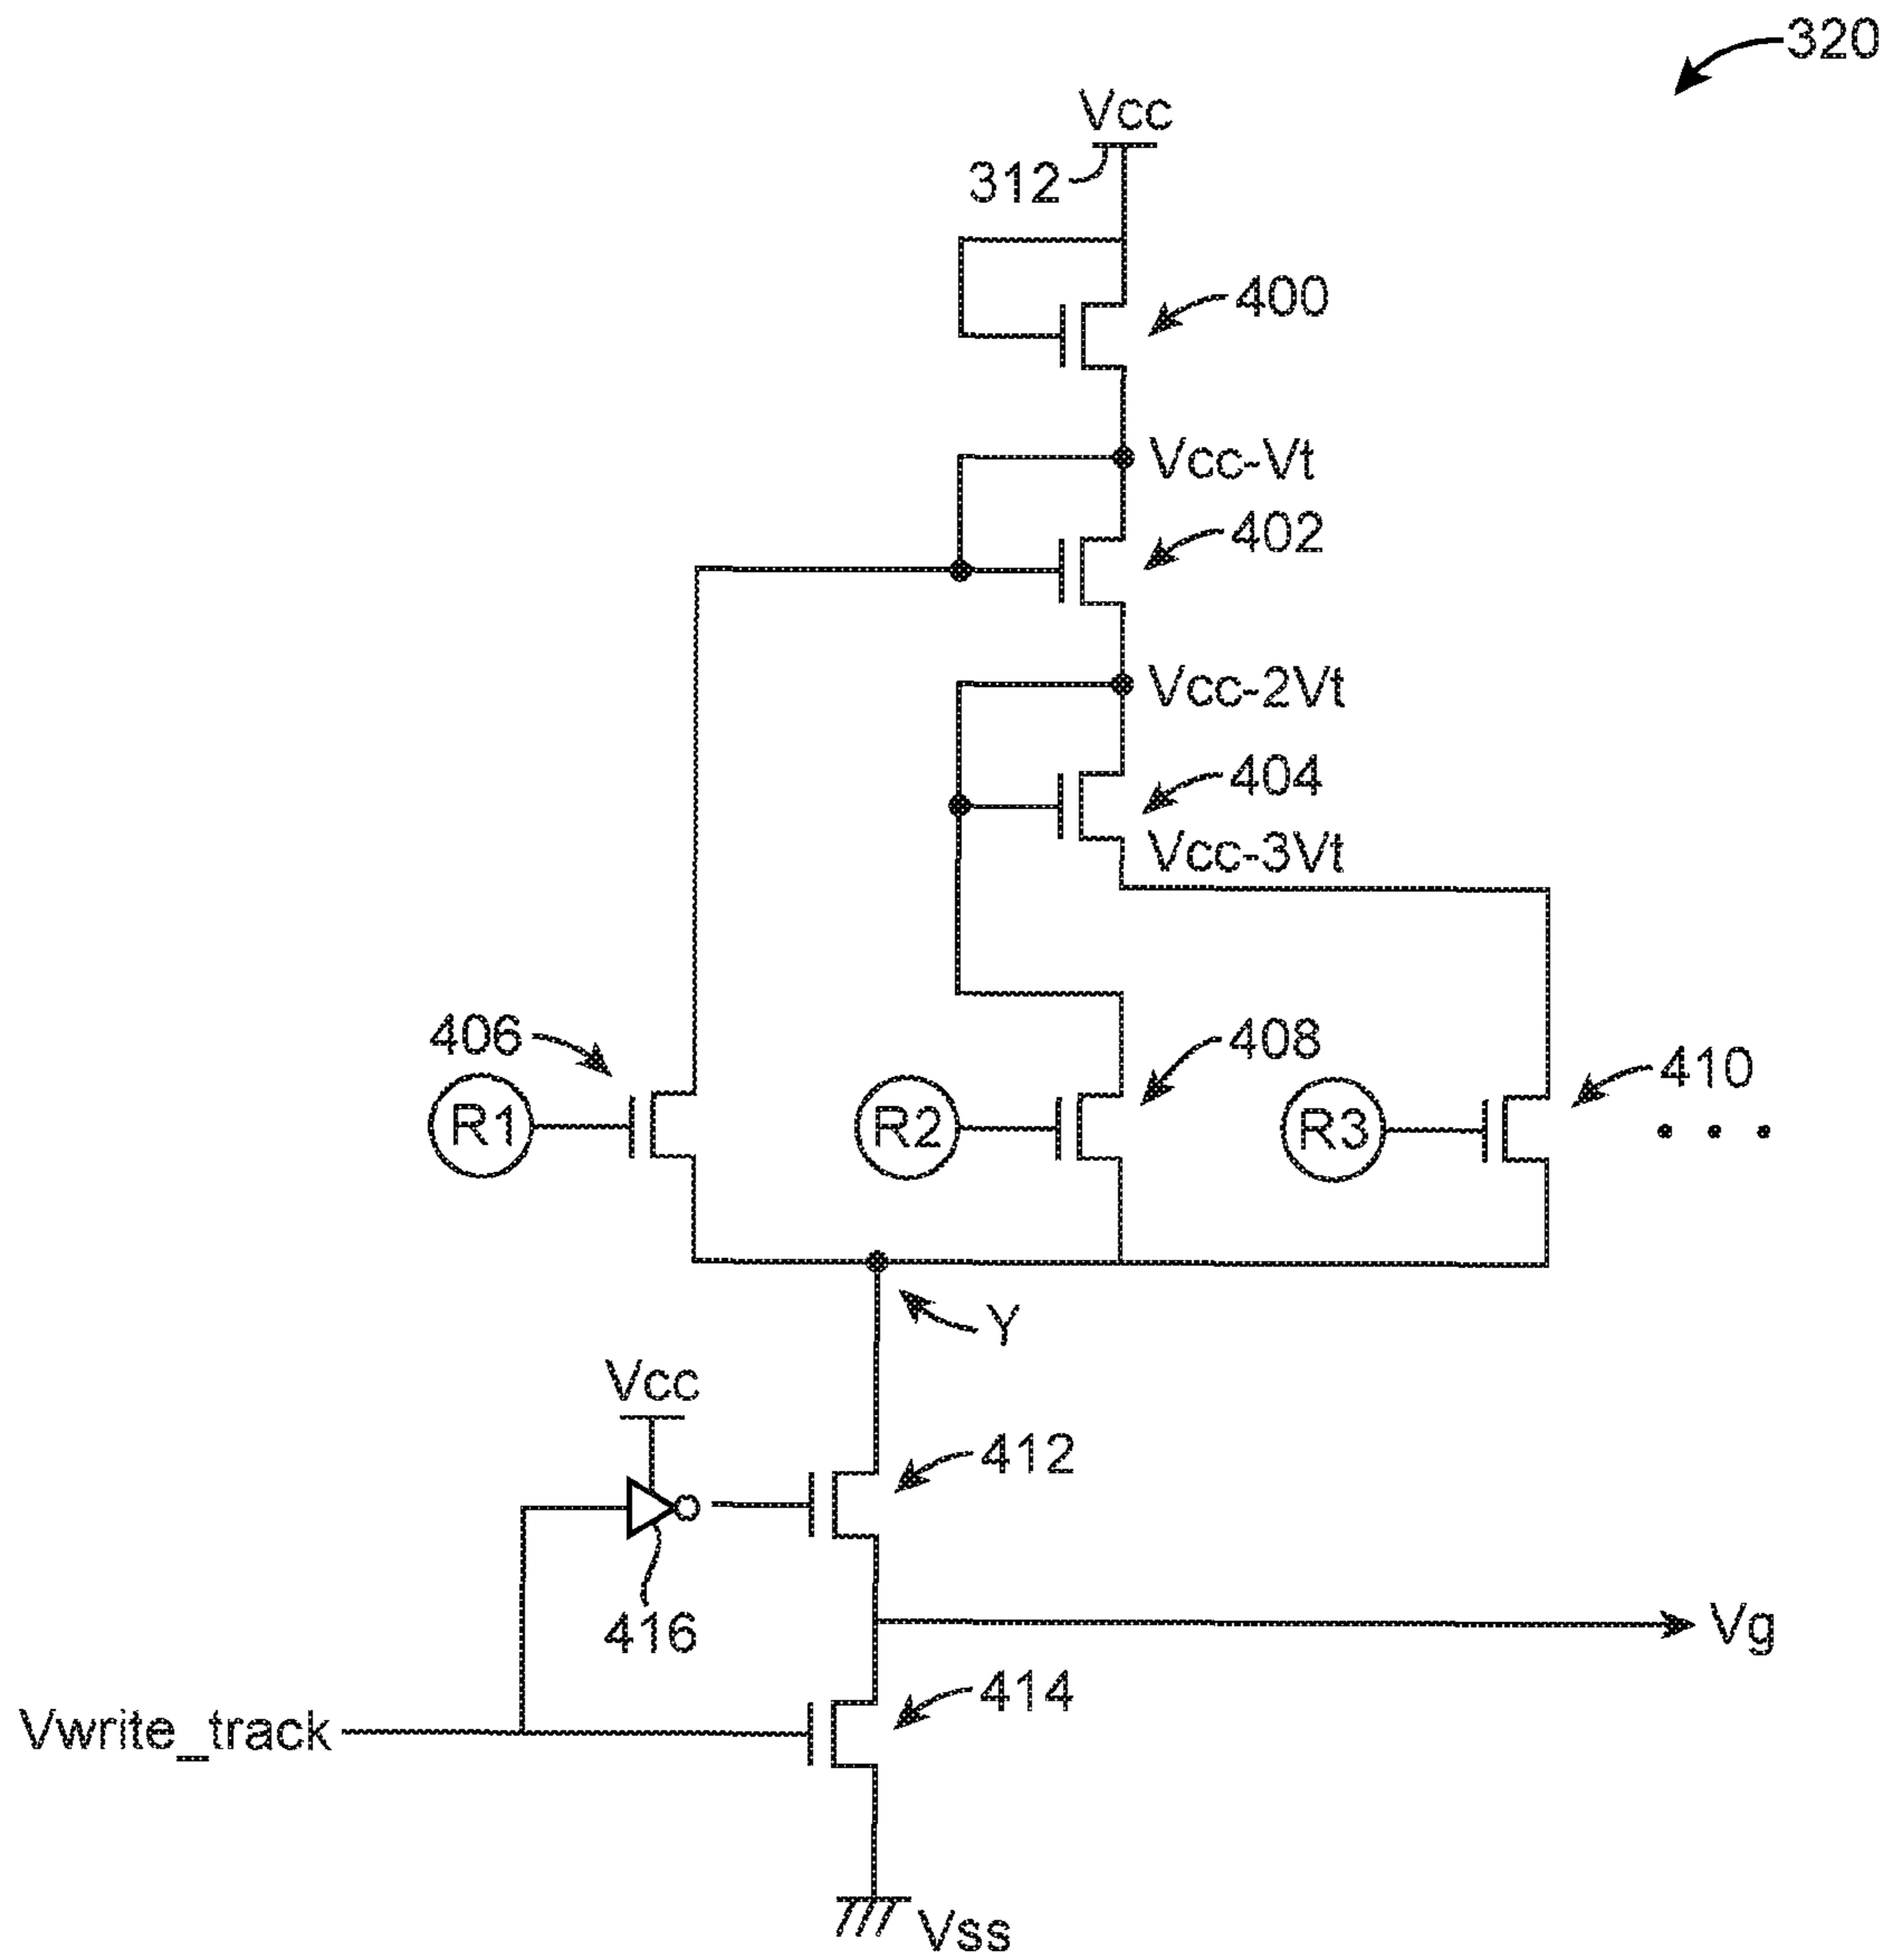 320
Vcc
312
400
Vcc-Vt
402
Vcc-2Vt
404
Vcc-3Vt
406
408
410
R1
R2
R3
Y
Vcc
412
416
Vg
414
Vwrite_track
Vss